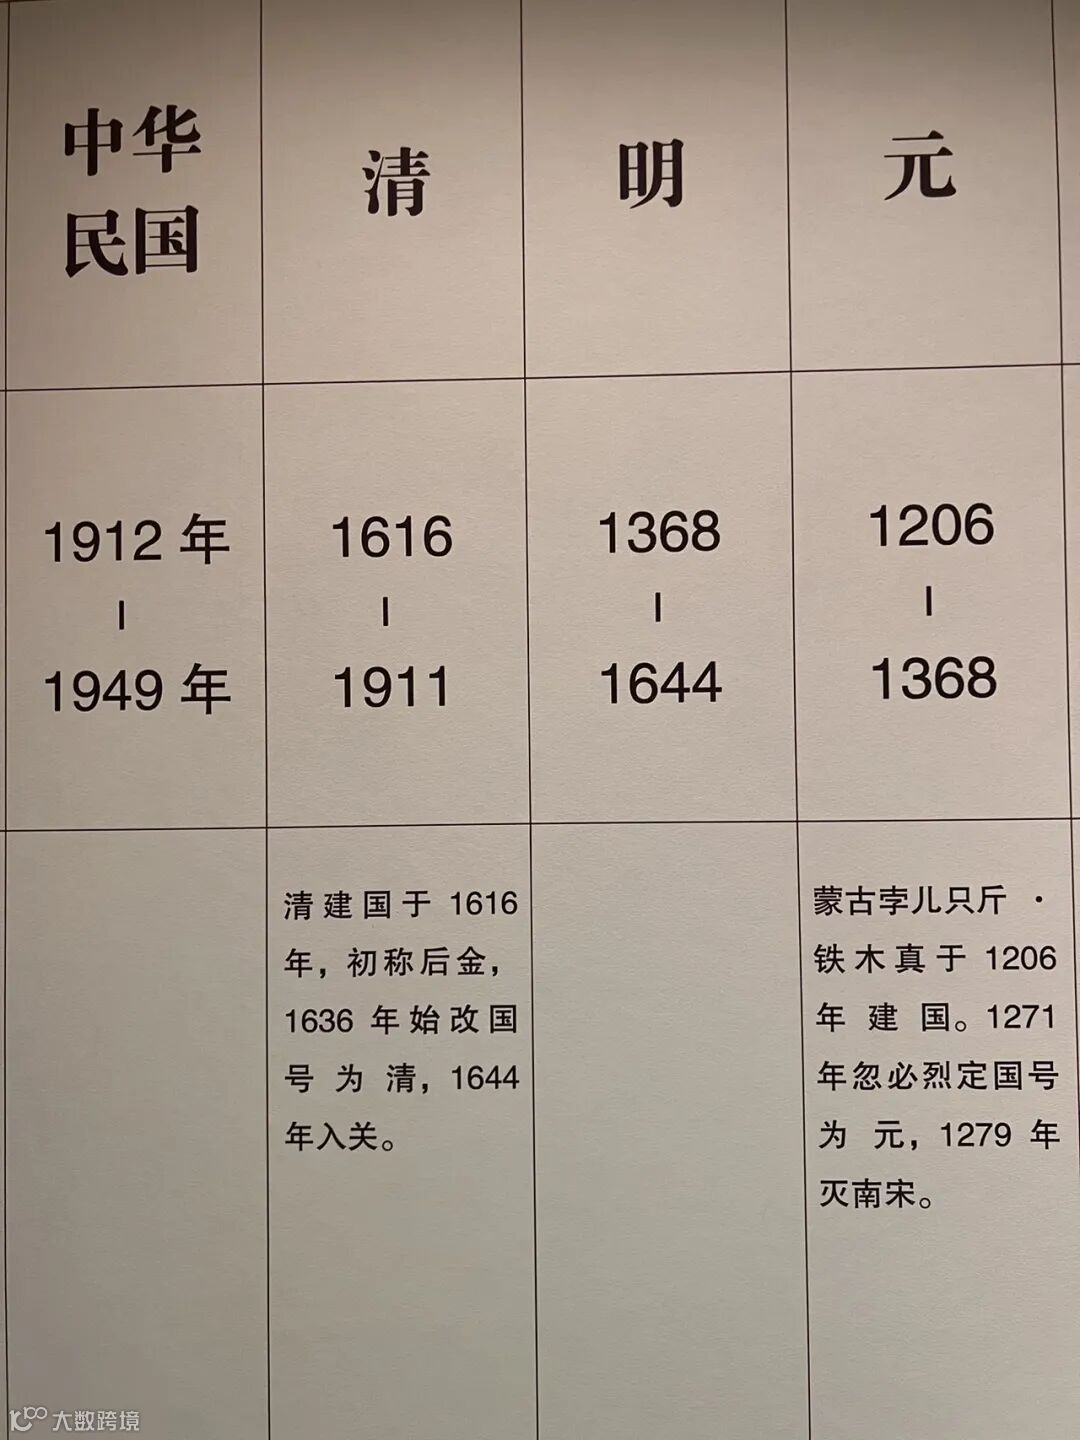 中华
民国
清
明
元
1912 年
–
1949 年
1616
–
1911
1368
–
1644
1206
–
1368
清建国于 1616
年，初称后金，
1636 年始改国
号为清，1644
年入关。
蒙古孛儿只斤·
铁木真于 1206
年建国。1271
年忽必烈定国号
为元，1279 年
灭南宋。
大数跨境